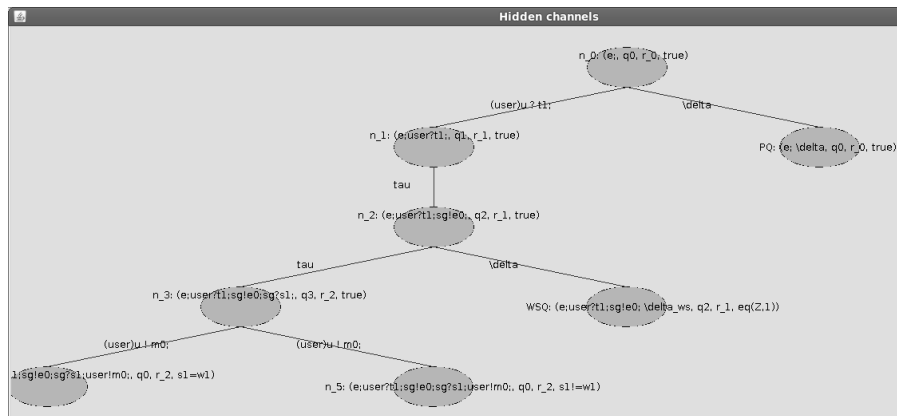 Hidden channels
n_0: (e;, q0, r_0, true)
(user)u ? t1;
\delta
n_1: (e;user?t1;, q1, r_1, true)
PQ: (e; \delta, q0, r_0, true)
tau
n_2: (e;user?t1;sg!e0;, q2, r_1, true)
tau
\delta
n_3: (e;user?t1;sg!e0;sg?s1;, q3, r_2, true)
WSQ: (e;user?t1;sg!e0; \delta_ws, q2, r_1, eq(Z,1))
(user)u ! m0;
(user)u ! m0;
1;sg!e0;sg?s1;user!m0;, q0, r_2, s1=w1)
n_5: (e;user?t1;sg!e0;sg?s1;user!m0;, q0, r_2, s1!=w1)